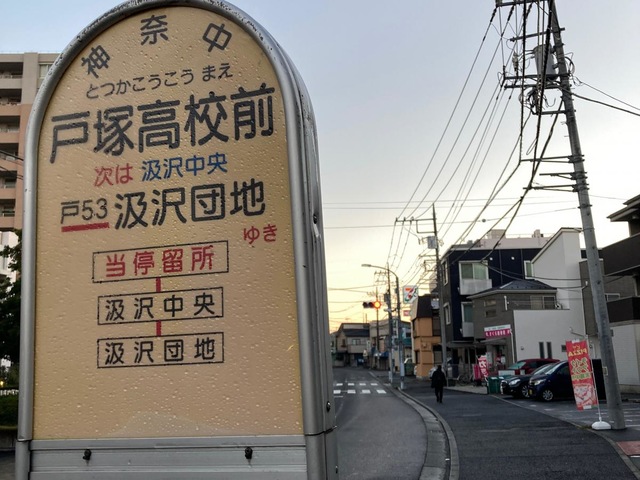 神奈中
とつかこうこうまえ
戸塚高校前
次は 汲沢中央
戸53 汲沢団地
ゆき
当停留所
汲沢中央
汲沢団地
7
PIZZA